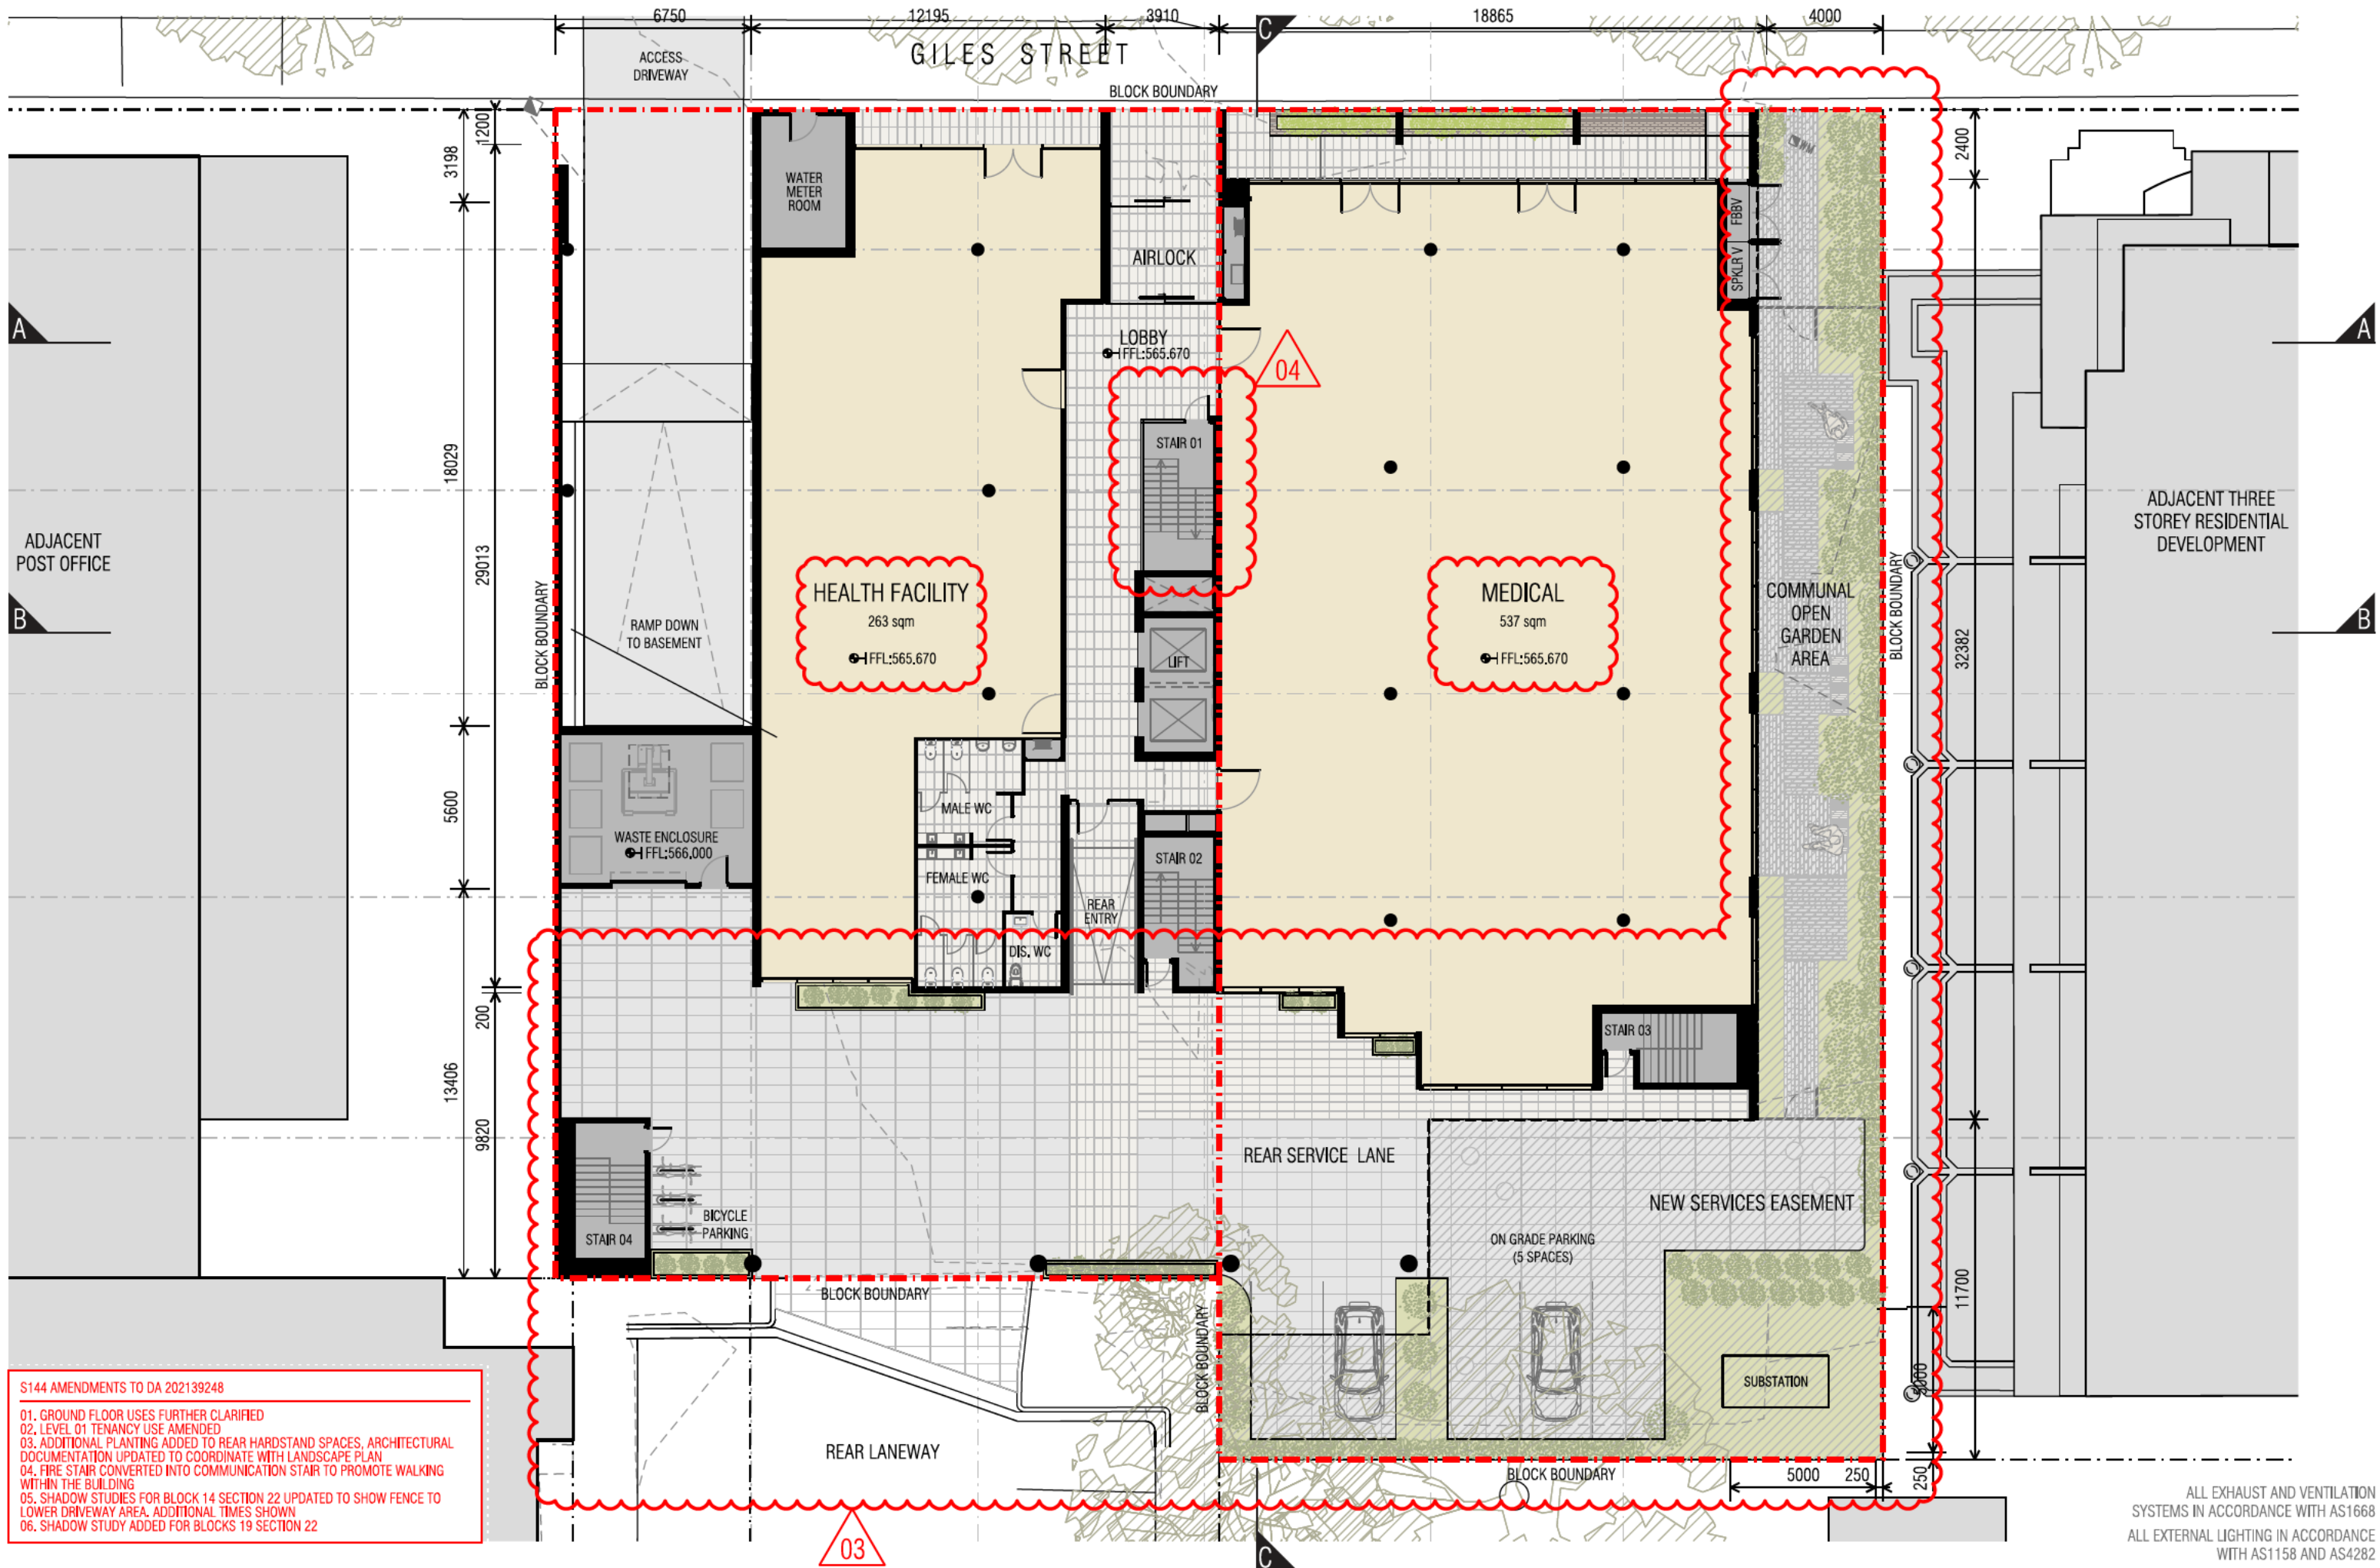 6750
12195
3910
18865
4000
C
GILES STREET
ACCESS
DRIVEWAY
BLOCK BOUNDARY
1200
3198
2400
WATER
METER
ROOM
FBBV
SPKLR V
AIRLOCK
A
A
LOBBY
FFL:565.670
04
STAIR 01
18029
29013
ADJACENT
POST OFFICE
ADJACENT THREE
STOREY RESIDENTIAL
DEVELOPMENT
BLOCK BOUNDARY
HEALTH FACILITY
263 sqm
FFL:565.670
MEDICAL
537 sqm
FFL:565.670
COMMUNAL
OPEN
GARDEN
AREA
BLOCK BOUNDARY
32382
B
B
RAMP DOWN
TO BASEMENT
LIFT
5600
WASTE ENCLOSURE
FFL:566.000
MALE WC
FEMALE WC
DIS. WC
REAR
ENTRY
STAIR 02
200
13406
9820
STAIR 03
REAR SERVICE LANE
NEW SERVICES EASEMENT
BICYCLE
PARKING
STAIR 04
ON GRADE PARKING
(5 SPACES)
11700
BLOCK BOUNDARY
BLOCK BOUNDARY
SUBSTATION
REAR LANEWAY
BLOCK BOUNDARY
5000
250
250
S144 AMENDMENTS TO DA 202139248
01. GROUND FLOOR USES FURTHER CLARIFIED
02. LEVEL 01 TENANCY USE AMENDED
03. ADDITIONAL PLANTING ADDED TO REAR HARDSTAND SPACES, ARCHITECTURAL
DOCUMENTATION UPDATED TO COORDINATE WITH LANDSCAPE PLAN
04. FIRE STAIR CONVERTED INTO COMMUNICATION STAIR TO PROMOTE WALKING
WITHIN THE BUILDING
05. SHADOW STUDIES FOR BLOCK 14 SECTION 22 UPDATED TO SHOW FENCE TO
LOWER DRIVEWAY AREA. ADDITIONAL TIMES SHOWN
06. SHADOW STUDY ADDED FOR BLOCKS 19 SECTION 22
03
C
ALL EXHAUST AND VENTILATION
SYSTEMS IN ACCORDANCE WITH AS1668
ALL EXTERNAL LIGHTING IN ACCORDANCE
WITH AS1158 AND AS4282